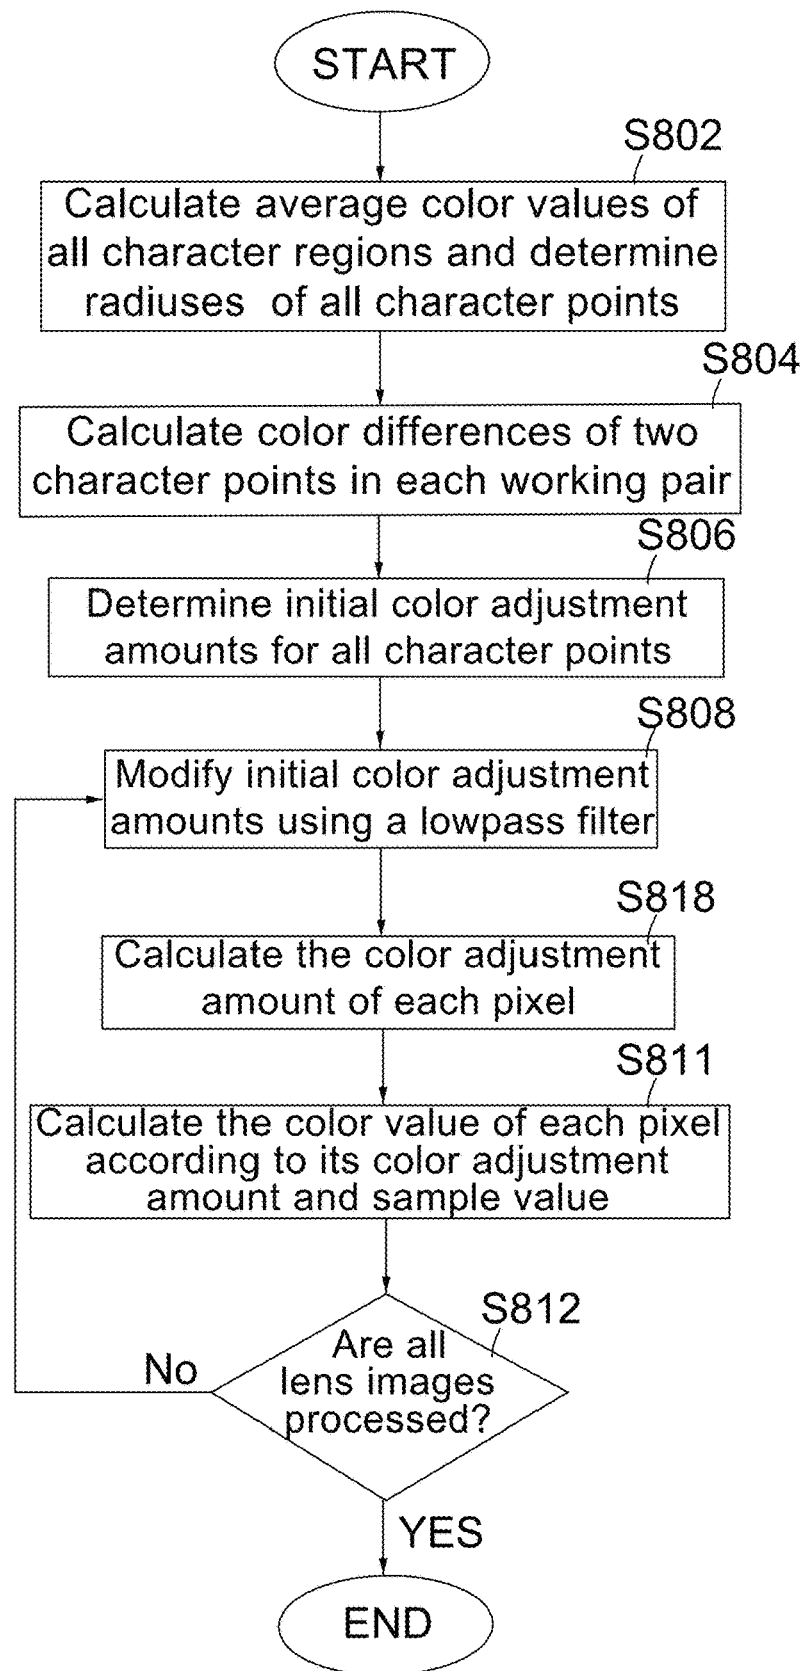 START
S802
Calculate average color values of
all character regions and determine
radiuses of all character points
S804
Calculate color differences of two
character points in each working pair
S806
Determine initial color adjustment
amounts for all character points
S808
Modify initial color adjustment
amounts using a lowpass filter
S818
Calculate the color adjustment
amount of each pixel
S811
Calculate the color value of each pixel
according to its color adjustment
amount and sample value
S812
Are all
lens images
processed?
No
YES
END